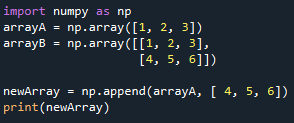 import numpy as np
arrayA = np.array([1, 2, 3])
arrayB = np.array([[1, 2, 3],
                   [4, 5, 6]])
newArray = np.append(arrayA, [ 4, 5, 6])
print(newArray)